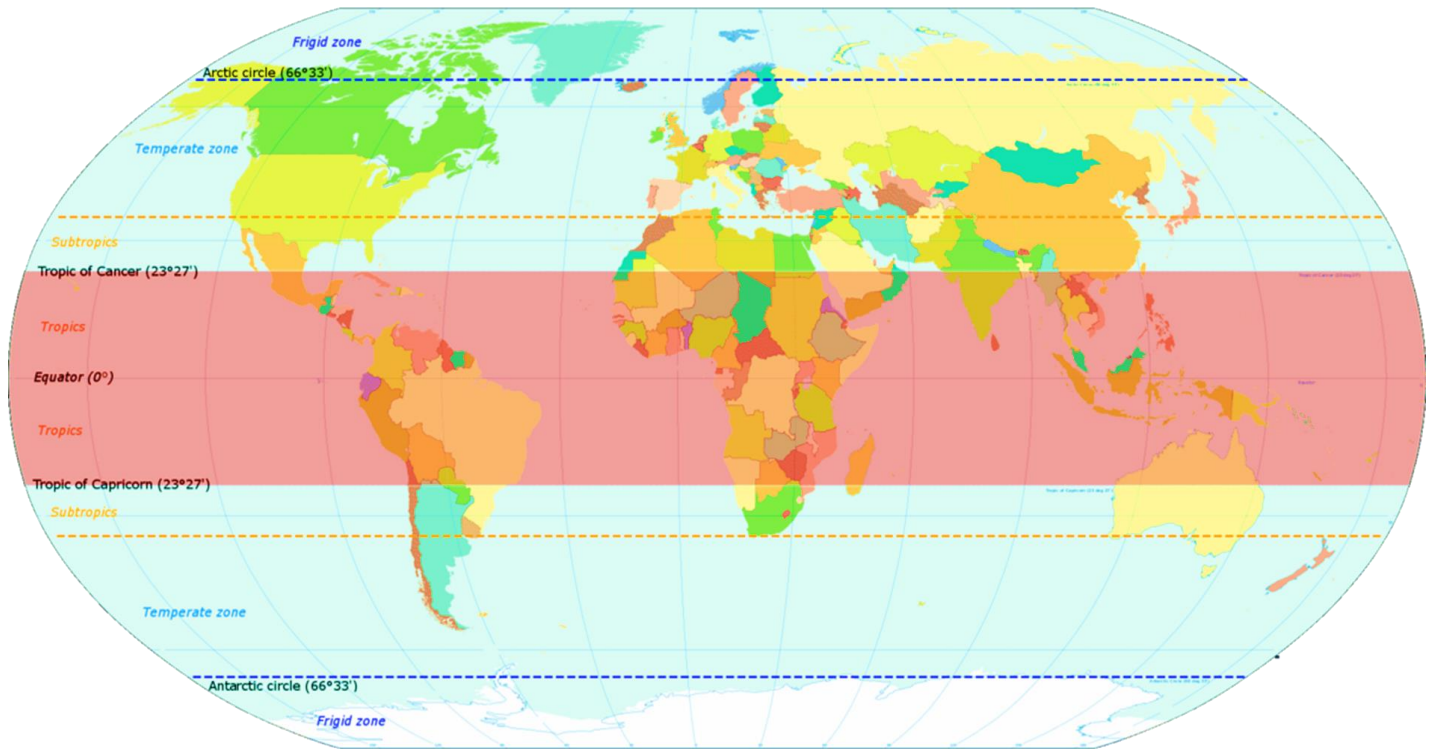 Frigid zone
Arctic circle (66°33')
Temperate zone
Subtropics
Tropic of Cancer (23°27')
Tropics
Equator (0°)
Equator
Tropics
Tropic of Capricorn (23°27')
Subtropics
Temperate zone
Antarctic circle (66°33')
Frigid zone